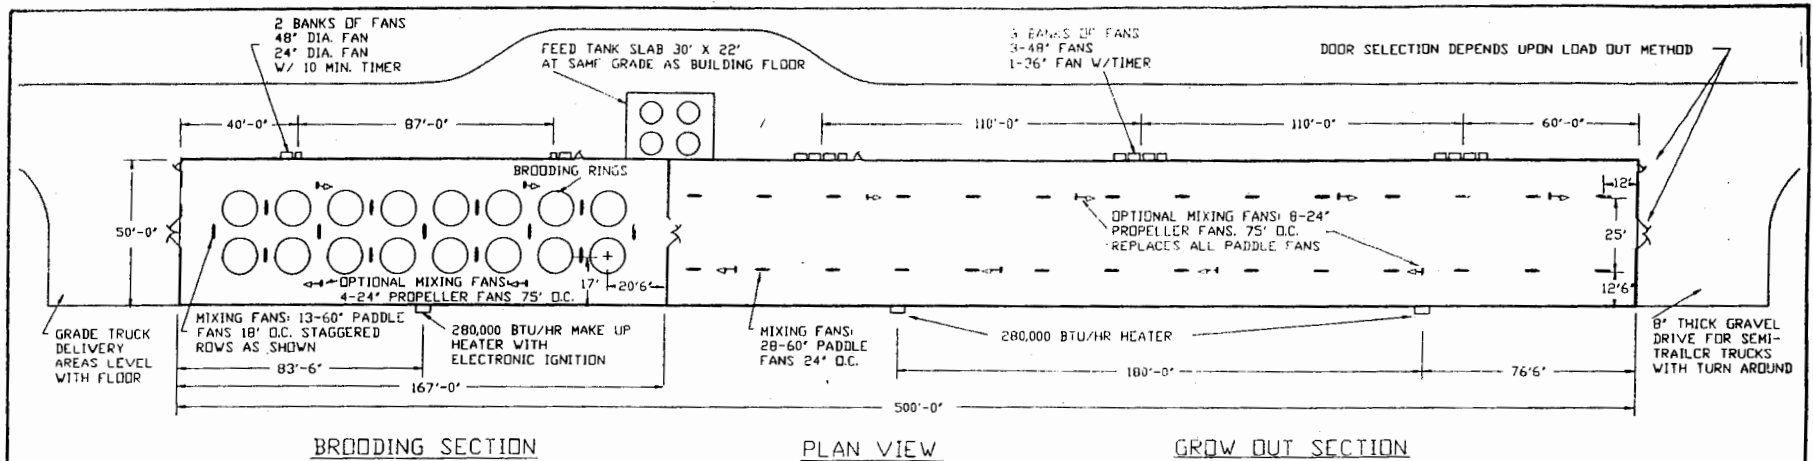 2 BANKS OF FANS
48" DIA. FAN
24" DIA. FAN
W/ 10 MIN. TIMER
FEED TANK SLAB 30' X 22'
AT SAME GRADE AS BUILDING FLOOR
3 BANKS OF FANS
3-48" FANS
1-36" FAN W/TIMER
DOOR SELECTION DEPENDS UPON LOAD OUT METHOD
40'-0"
87'-0"
110'-0"
110'-0"
60'-0"
BROODING RINGS
12'
50'-0"
OPTIONAL MIXING FANS: 8-24"
PROPELLER FANS. 75' O.C.
REPLACES ALL PADDLE FANS
25'
OPTIONAL MIXING FANS
4-24" PROPELLER FANS 75' O.C.
17'
20'6"
12'6"
GRADE TRUCK
DELIVERY
AREAS LEVEL
WITH FLOOR
MIXING FANS: 13-60" PADDLE
FANS 18' O.C. STAGGERED
ROWS AS SHOWN
280,000 BTU/HR MAKE UP
HEATER WITH
ELECTRONIC IGNITION
MIXING FANS:
28-60" PADDLE
FANS 24" O.C.
280,000 BTU/HR HEATER
8" THICK GRAVEL
DRIVE FOR SEMI-
TRAILER TRUCKS
WITH TURN AROUND
83'-6"
180'-0"
76'6"
167'-0"
500'-0"
BROODING SECTION
PLAN VIEW
GROW OUT SECTION